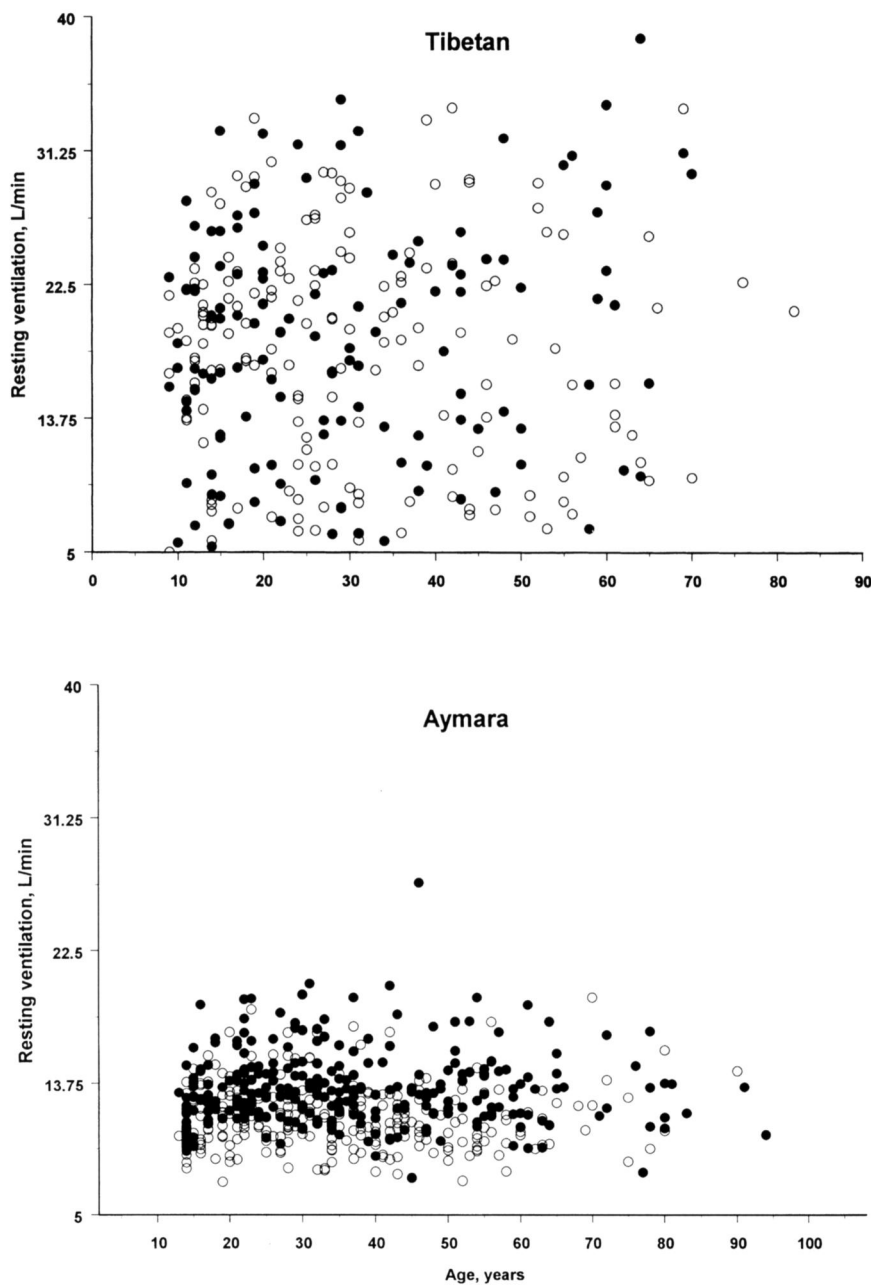 Tibetan
Resting ventilation, L/min
40
31.25
22.5
13.75
5
0 10 20 30 40 50 60 70 80 90
Aymara
Resting ventilation, L/min
40
31.25
22.5
13.75
5
10 20 30 40 50 60 70 80 90 100
Age, years